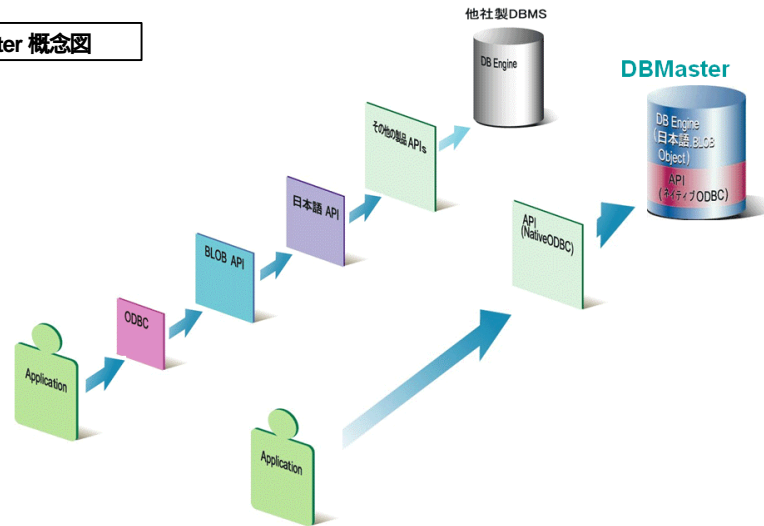 ter 概念図
他社製DBMS
DB Engine
DBMaster
DB Engine
(日本語.BLOB
Object)
API
(ネイティブODBC)
その他の製品 APIs
日本語 API
BLOB API
ODBC
Application
API
(NativeODBC)
Application